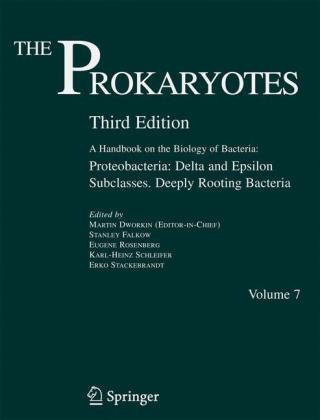 THE PROKARYOTES
Third Edition
A Handbook on the Biology of Bacteria:
Proteobacteria: Delta and Epsilon
Subclasses. Deeply Rooting Bacteria
Edited by
MARTIN DWORKIN (EDITOR-IN-CHIEF)
STANLEY FALKOW
EUGENE ROSENBERG
KARL-HEINZ SCHLEIFER
ERKO STACKEBRANDT
Volume 7
Springer